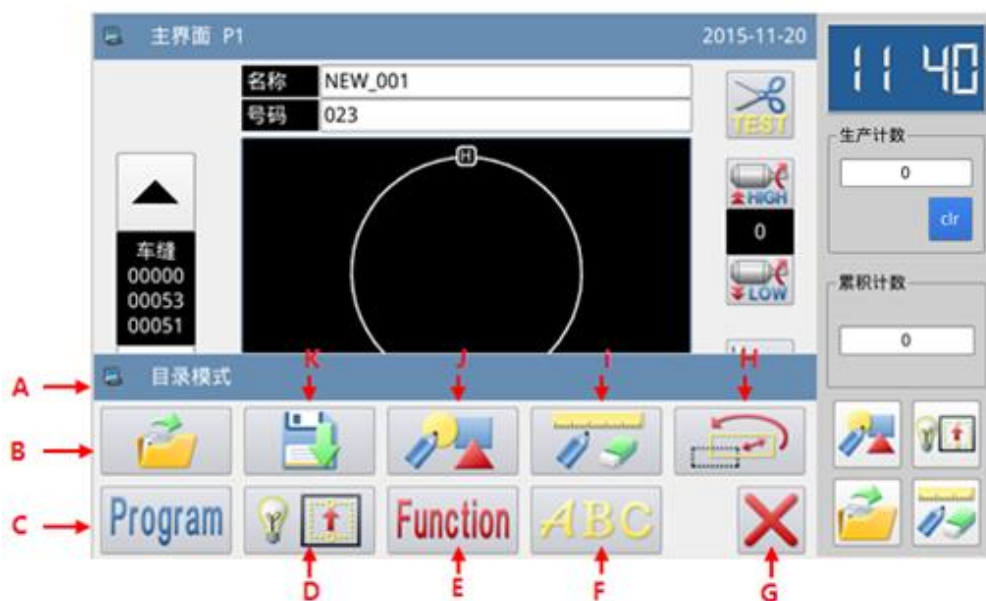 主界面 P1
2015-11-20
11 40
名称 NEW_001
号码 023
TEST
HIGH
0
LOW
车缝
00000
00053
00051
H
生产计数
0
clr
累积计数
0
A
目录模式
K
J
I
H
B
C
Program
Function
ABC
D
E
F
G